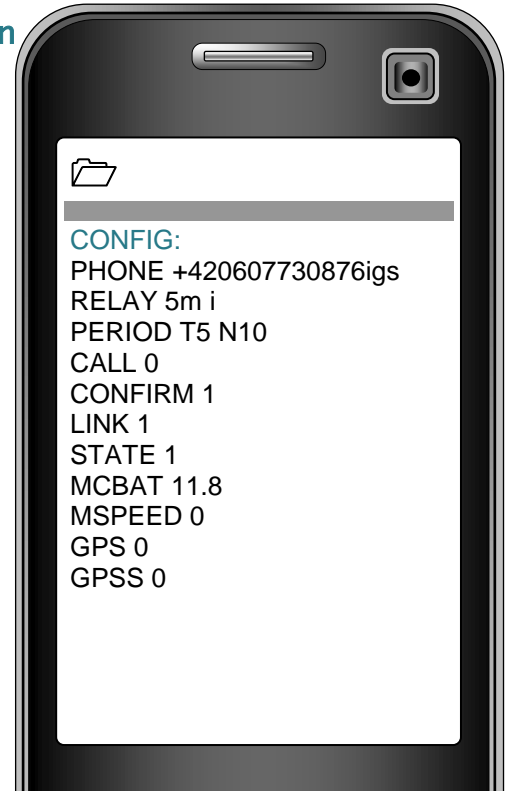 n
CONFIG:
PHONE +420607730876igs
RELAY 5m i
PERIOD T5 N10
CALL 0
CONFIRM 1
LINK 1
STATE 1
MCBAT 11.8
MSPEED 0
GPS 0
GPSS 0